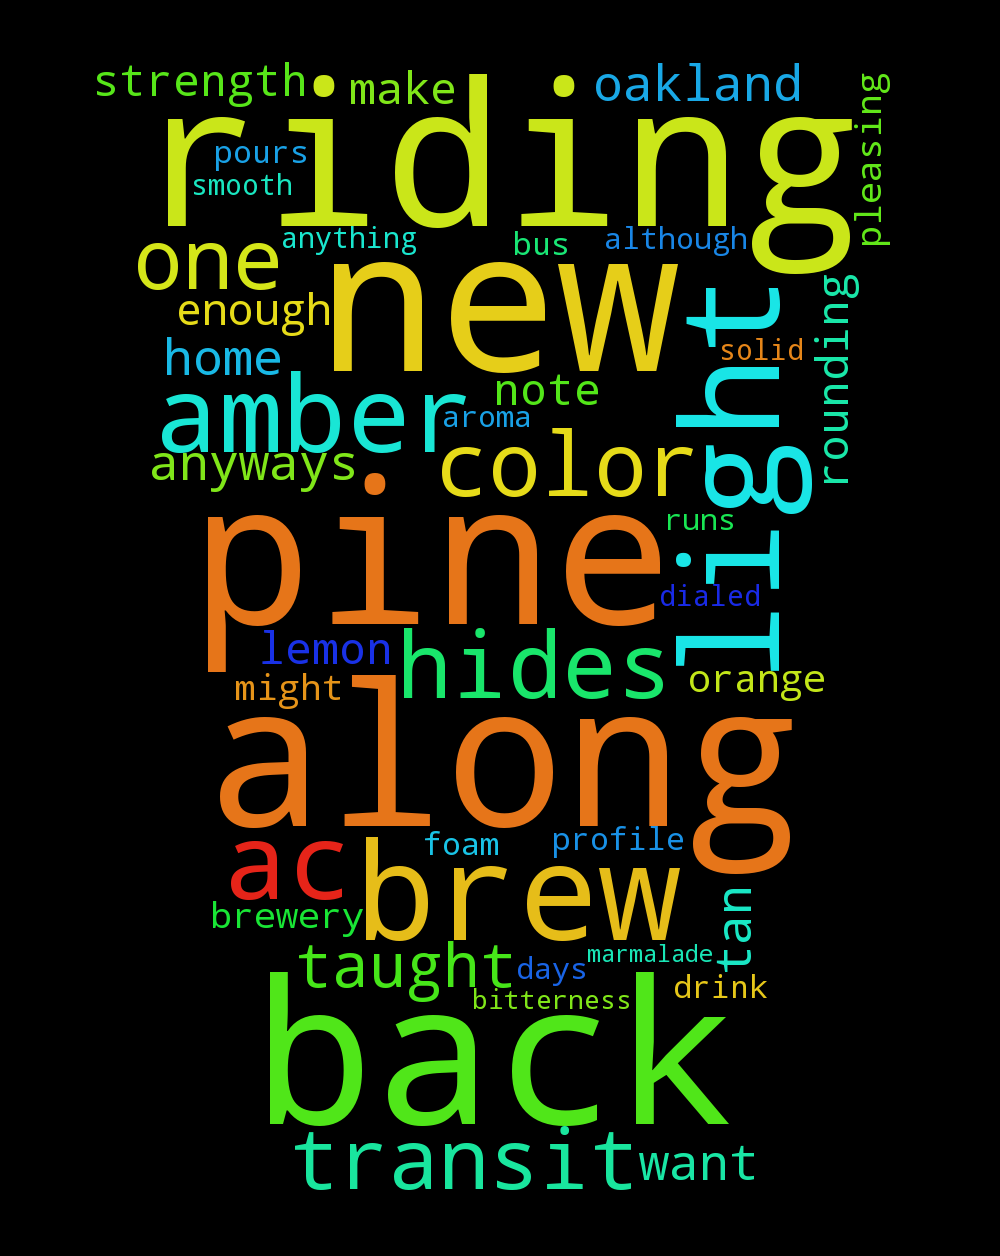 strength
make
oakland
riding
pleasing
pours
smooth
one
anything
bus
although
new
enough
light
rounding
home
solid
amber
note
aroma
color
anyways
pine
runs
dialed
lemon
hides
might
orange
along
ac
foam
profile
brew
brewery
tan
taught
days
marmalade
bitterness
drink
back
transit
want